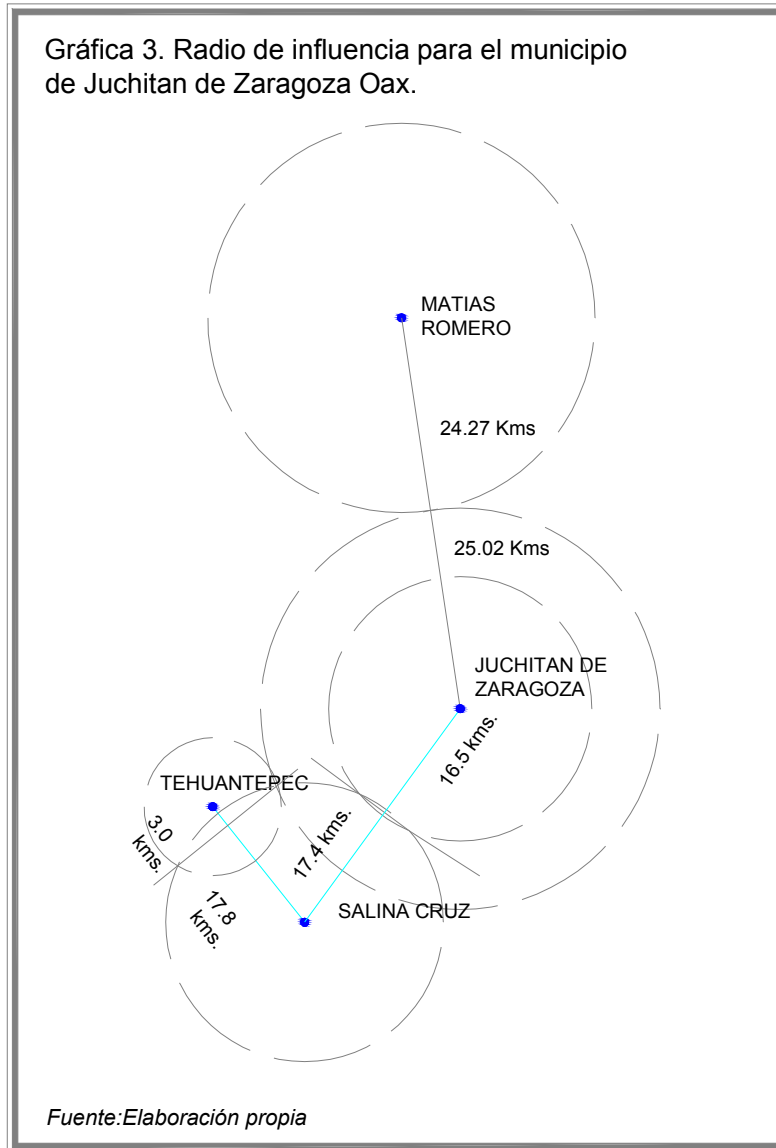 Gráfica 3. Radio de influencia para el municipio
de Juchitan de Zaragoza Oax.
MATIAS
ROMERO
24.27 Kms
25.02 Kms
JUCHITAN DE
ZARAGOZA
16.5 kms.
TEHUANTEPEC
3.0
kms.
17.4 kms.
17.8
kms.
SALINA CRUZ
Fuente:Elaboración propia